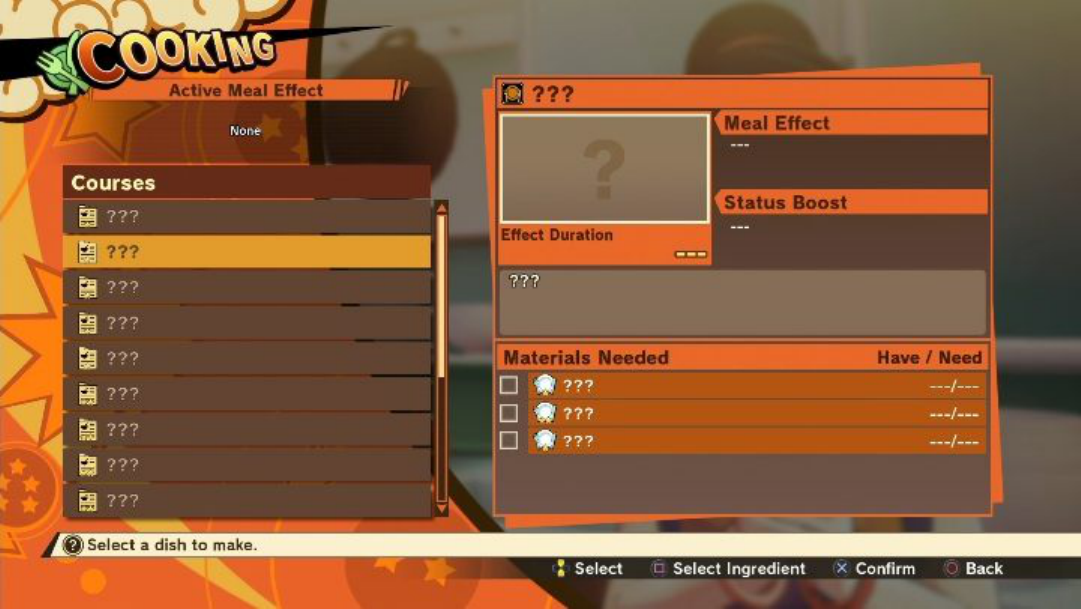 COOKING
Active Meal Effect
None
Courses
???
???
???
???
???
???
???
???
???
???
?
Effect Duration
---
Meal Effect
---
Status Boost
---
???
Materials Needed Have / Need
??? ---/---
??? ---/---
??? ---/---
? Select a dish to make.
Select Select Ingredient Confirm Back